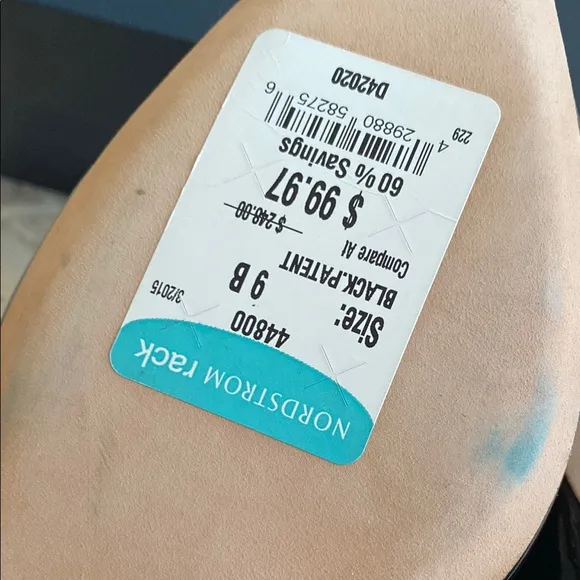 NORDSTROM rack
44800 3/2015
Size: 9 B
BLACK.PATENT
Compare At
$ 248.00
$ 99.97
60 % Savings
229
4 29880 58275 6
D42020